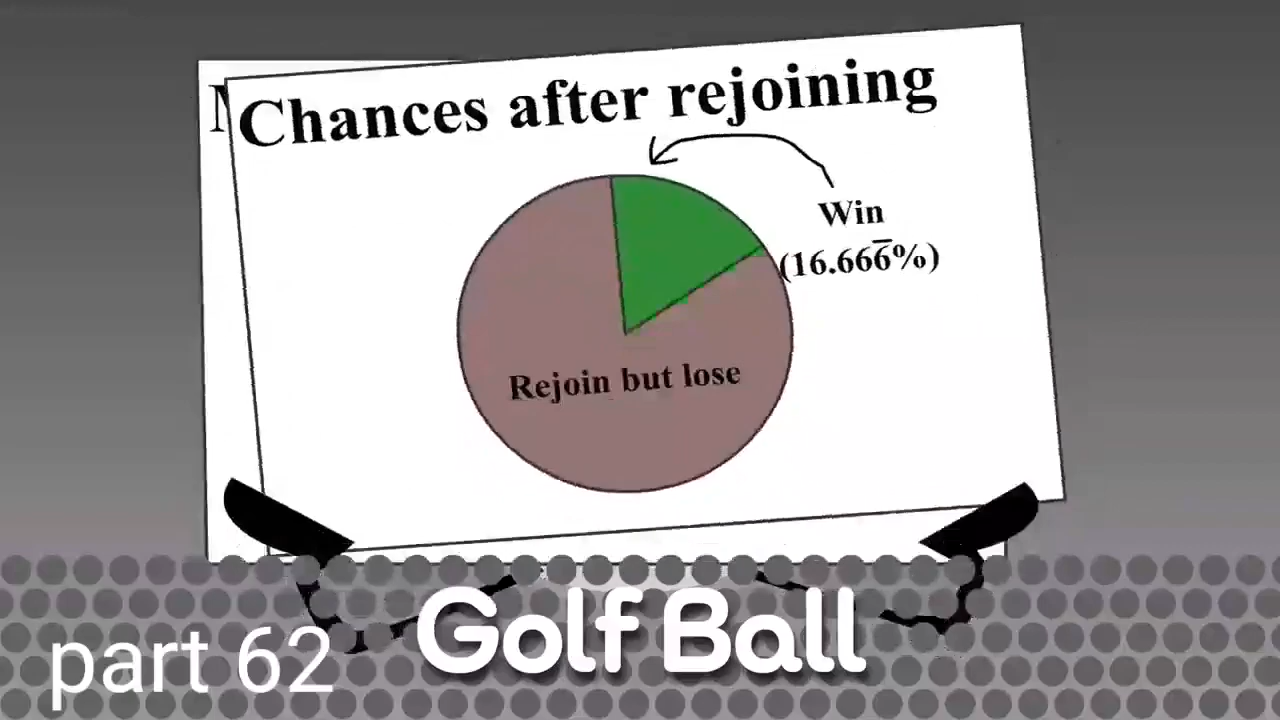 Chances after rejoining
Win
(16.666̅%)
Rejoin but lose
Golf Ball
part 62